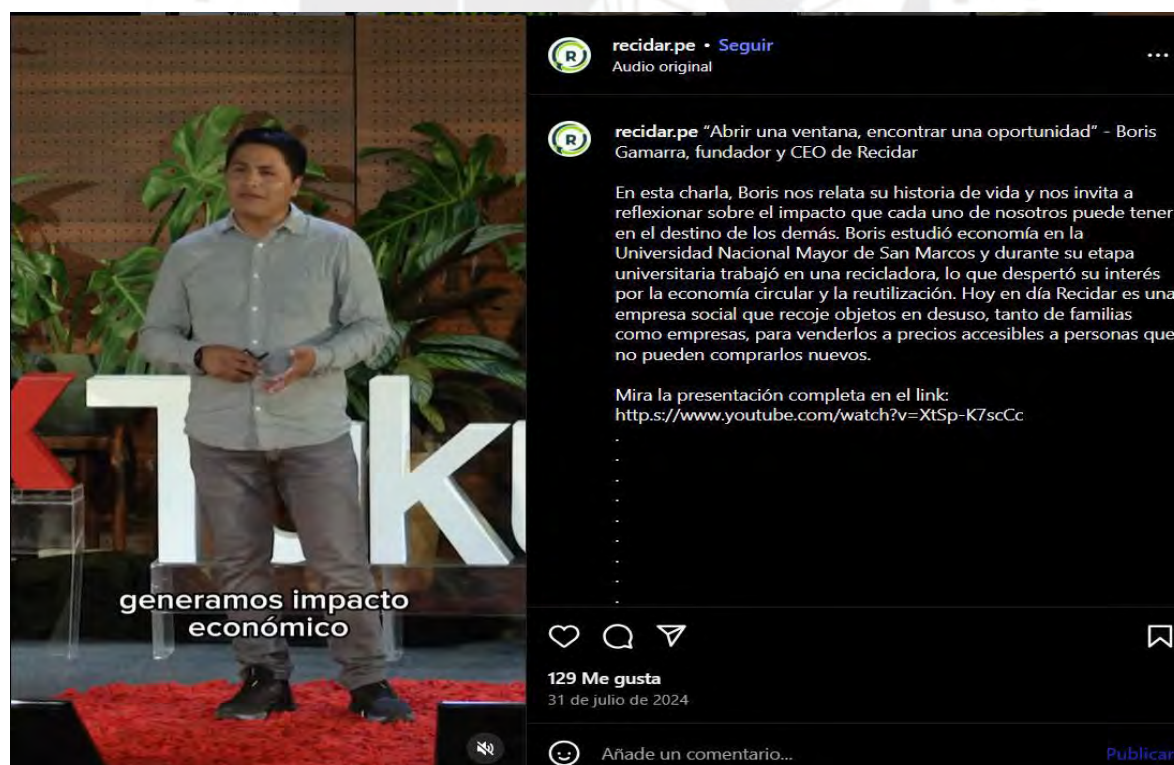 recidar.pe • Seguir
Audio original
recidar.pe “Abrir una ventana, encontrar una oportunidad” - Boris
Gamarra, fundador y CEO de Recidar
En esta charla, Boris nos relata su historia de vida y nos invita a
reflexionar sobre el impacto que cada uno de nosotros puede tener
en el destino de los demás. Boris estudió economía en la
Universidad Nacional Mayor de San Marcos y durante su etapa
universitaria trabajó en una recicladora, lo que despertó su interés
por la economía circular y la reutilización. Hoy en día Recidar es una
empresa social que recoje objetos en desuso, tanto de familias
como empresas, para venderlos a precios accesibles a personas que
no pueden comprarlos nuevos.
Mira la presentación completa en el link:
http.s://www.youtube.com/watch?v=XtSp-K7scCc
.
.
.
.
.
.
.
.
x Tuku
generamos impacto
económico
129 Me gusta
31 de julio de 2024
Añade un comentario...
Publicar